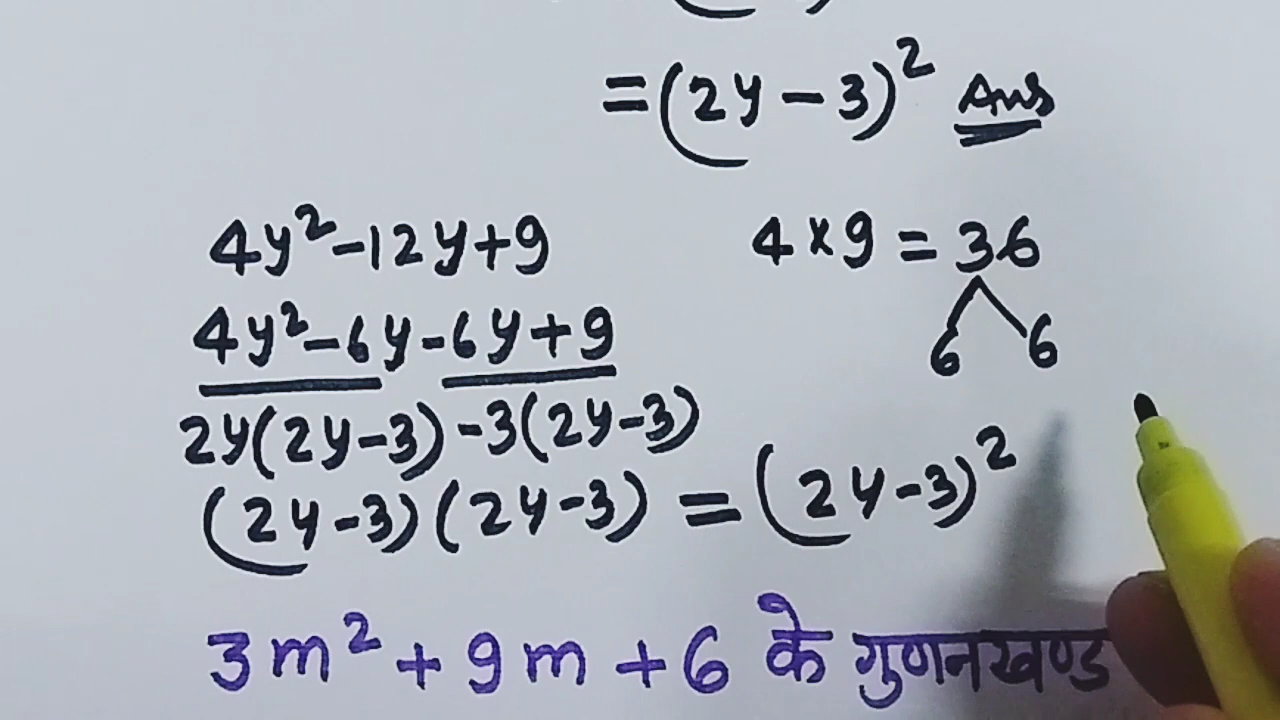 =(2y-3)² Ans
4y²-12y+9
4×9=36
4y²-6y-6y+9
6 6
2y(2y-3)-3(2y-3)
(2y-3)(2y-3)=(2y-3)²
3m²+9m+6 के गुणनखण्ड